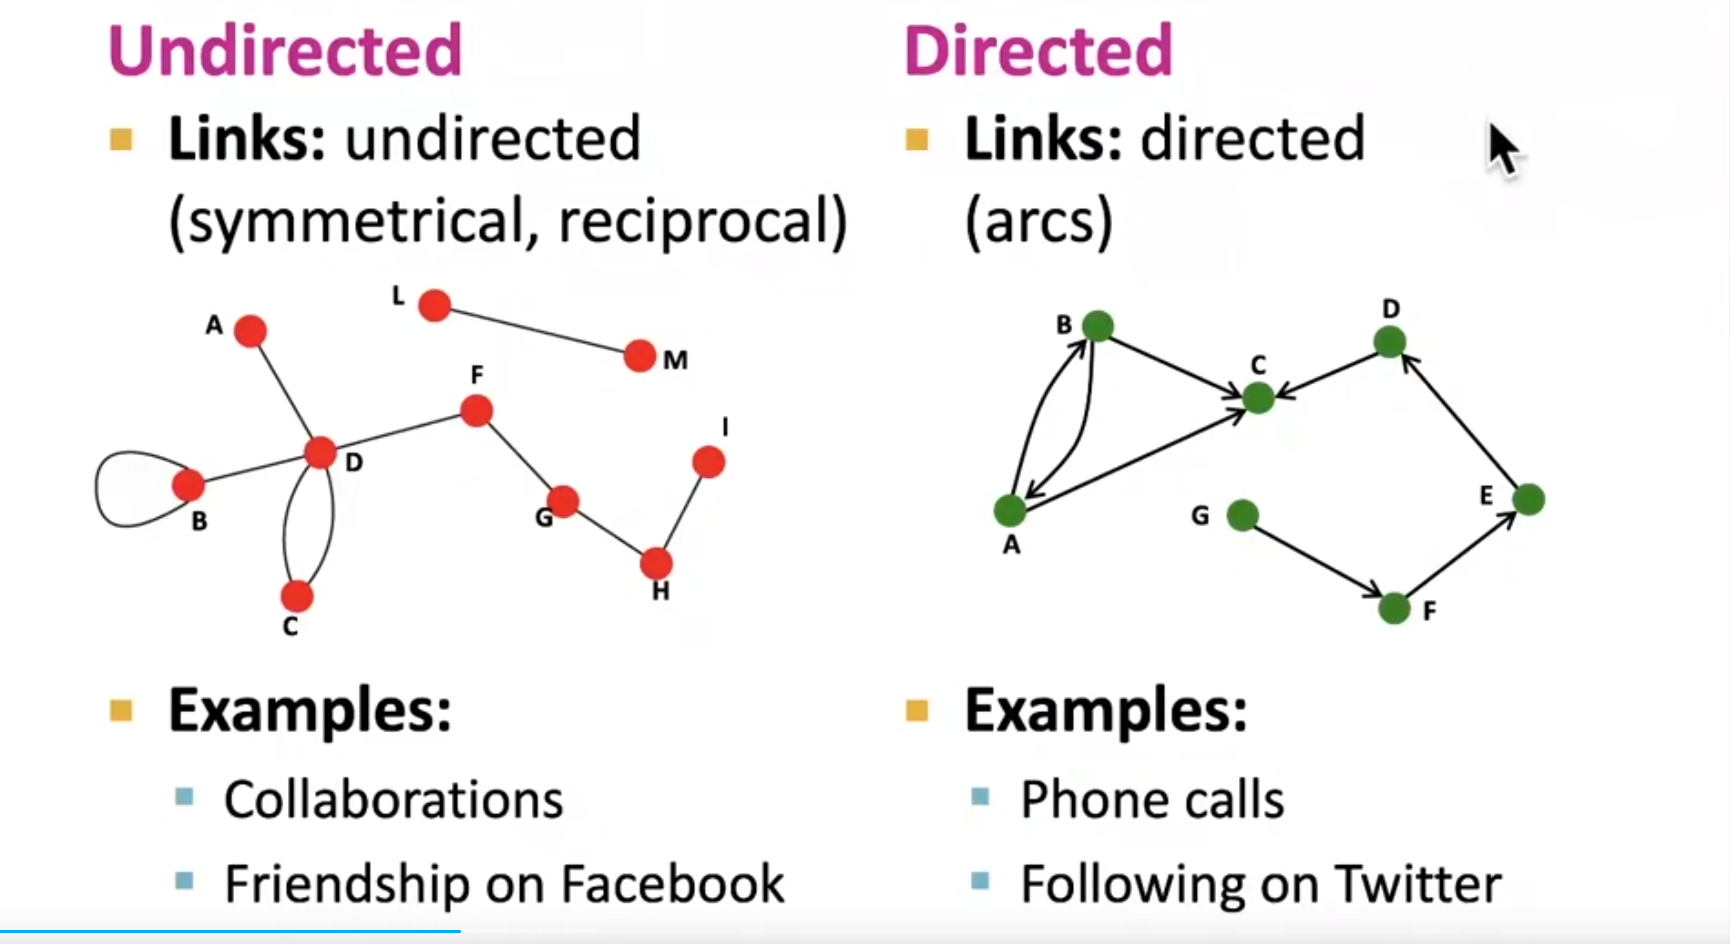 Undirected
Links: undirected
(symmetrical, reciprocal)
L
A
M
F
I
D
B
G
H
C
Examples:
Collaborations
Friendship on Facebook
Directed
Links: directed
(arcs)
D
B
C
E
G
A
F
Examples:
Phone calls
Following on Twitter